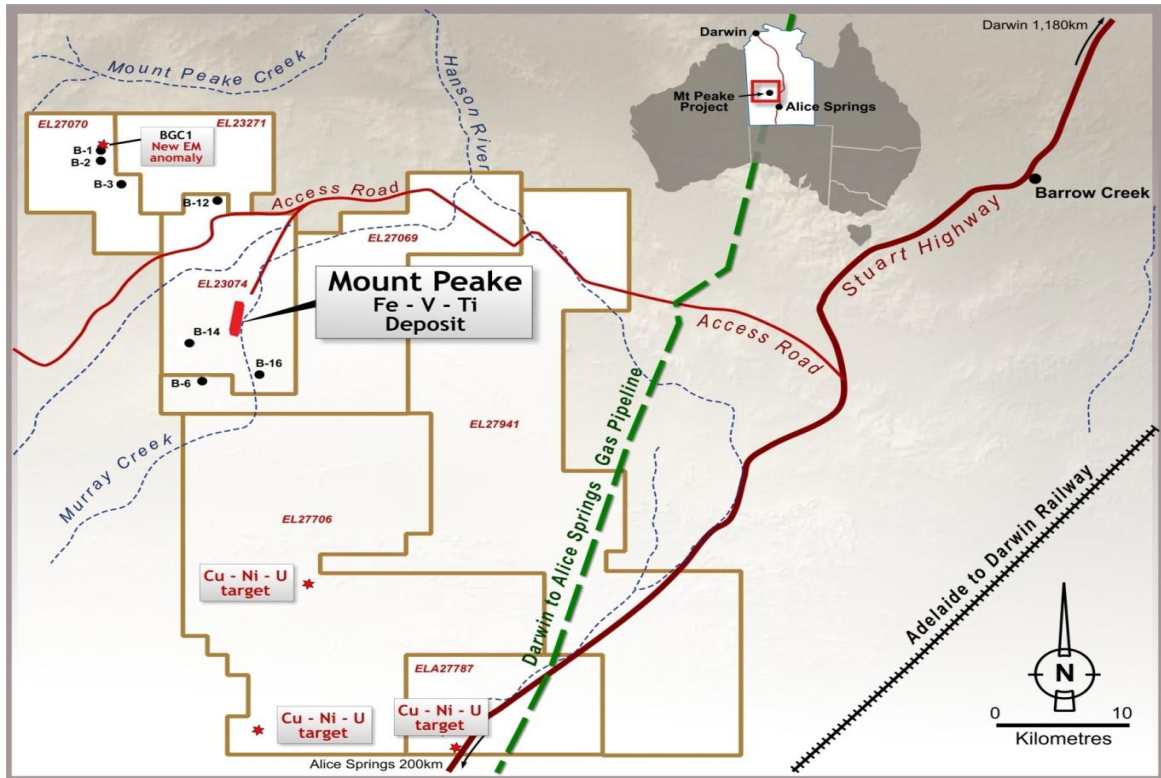 Darwin 1,180km
Mount Peake Creek
Hanson River
Darwin
Mt Peake
Project
Alice Springs
EL27070
EL23271
BGC1
New EM
anomaly
B-1
B-2
B-3
B-12
Access Road
Barrow Creek
Stuart Highway
EL27069
EL23074
Mount Peake
Fe - V - Ti
Deposit
B-14
B-16
B-6
Access Road
Murray Creek
EL27941
Darwin to Alice Springs Gas Pipeline
EL27706
Cu - Ni - U
target
Adelaide to Darwin Railway
ELA27787
Cu - Ni - U
target
Cu - Ni - U
target
Alice Springs 200km
N
0 10
Kilometres